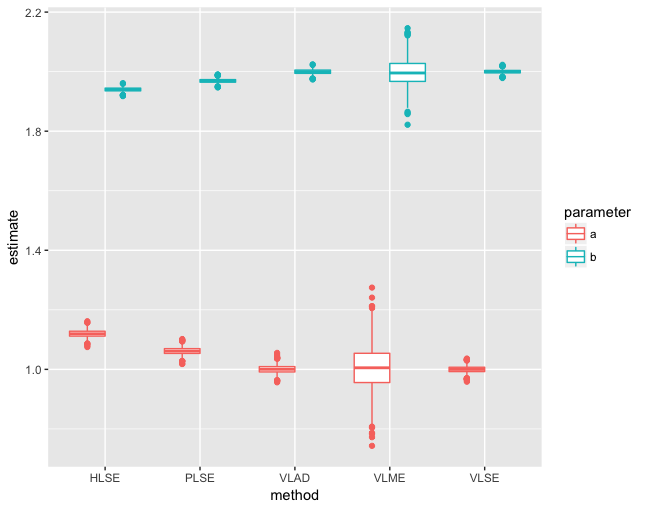 2.2
1.8
1.4
1.0
estimate
HLSE PLSE VLAD VLME VLSE
method
parameter
a
b